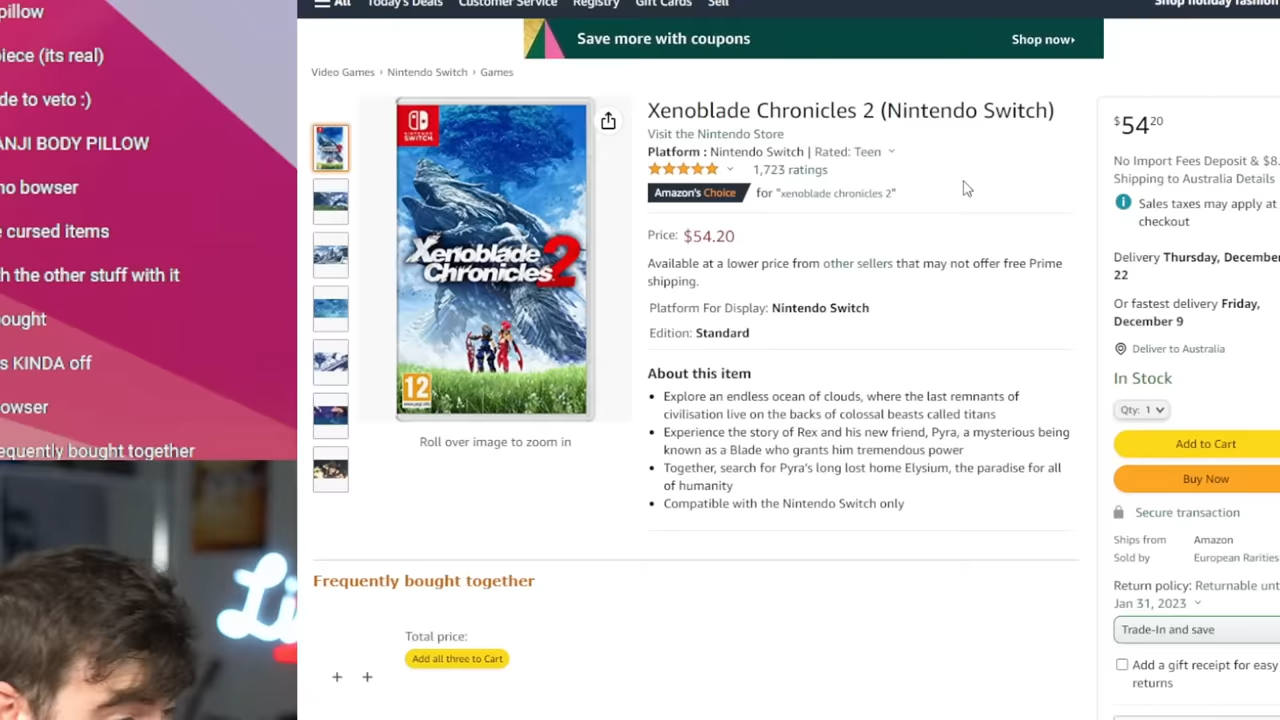 pillow
piece (its real)
de to veto :)
ANJI BODY PILLOW
no bowser
e cursed items
h the other stuff with it
ought
s KINDA off
owser
equently bought together
All Today's Deals Customer Service Registry Gift Cards Sell
Shop holiday fashion
Save more with coupons
Shop now›
Video Games › Nintendo Switch › Games
NINTENDO SWITCH
Xenoblade Chronicles 2
12
Roll over image to zoom in
Xenoblade Chronicles 2 (Nintendo Switch)
Visit the Nintendo Store
Platform : Nintendo Switch | Rated: Teen
1,723 ratings
Amazon's Choice for "xenoblade chronicles 2"
Price: $54.20
Available at a lower price from other sellers that may not offer free Prime
shipping.
Platform For Display: Nintendo Switch
Edition: Standard
About this item
• Explore an endless ocean of clouds, where the last remnants of
civilisation live on the backs of colossal beasts called titans
• Experience the story of Rex and his new friend, Pyra, a mysterious being
known as a Blade who grants him tremendous power
• Together, search for Pyra's long lost home Elysium, the paradise for all
of humanity
• Compatible with the Nintendo Switch only
$54 20
No Import Fees Deposit & $8.
Shipping to Australia Details
Sales taxes may apply at
checkout
Delivery Thursday, December
22
Or fastest delivery Friday,
December 9
Deliver to Australia
In Stock
Qty: 1
Add to Cart
Buy Now
Secure transaction
Ships from Amazon
Sold by European Rarities
Return policy: Returnable unt
Jan 31, 2023
Trade-In and save
Add a gift receipt for easy
returns
Frequently bought together
Total price:
Add all three to Cart
+ +
Li